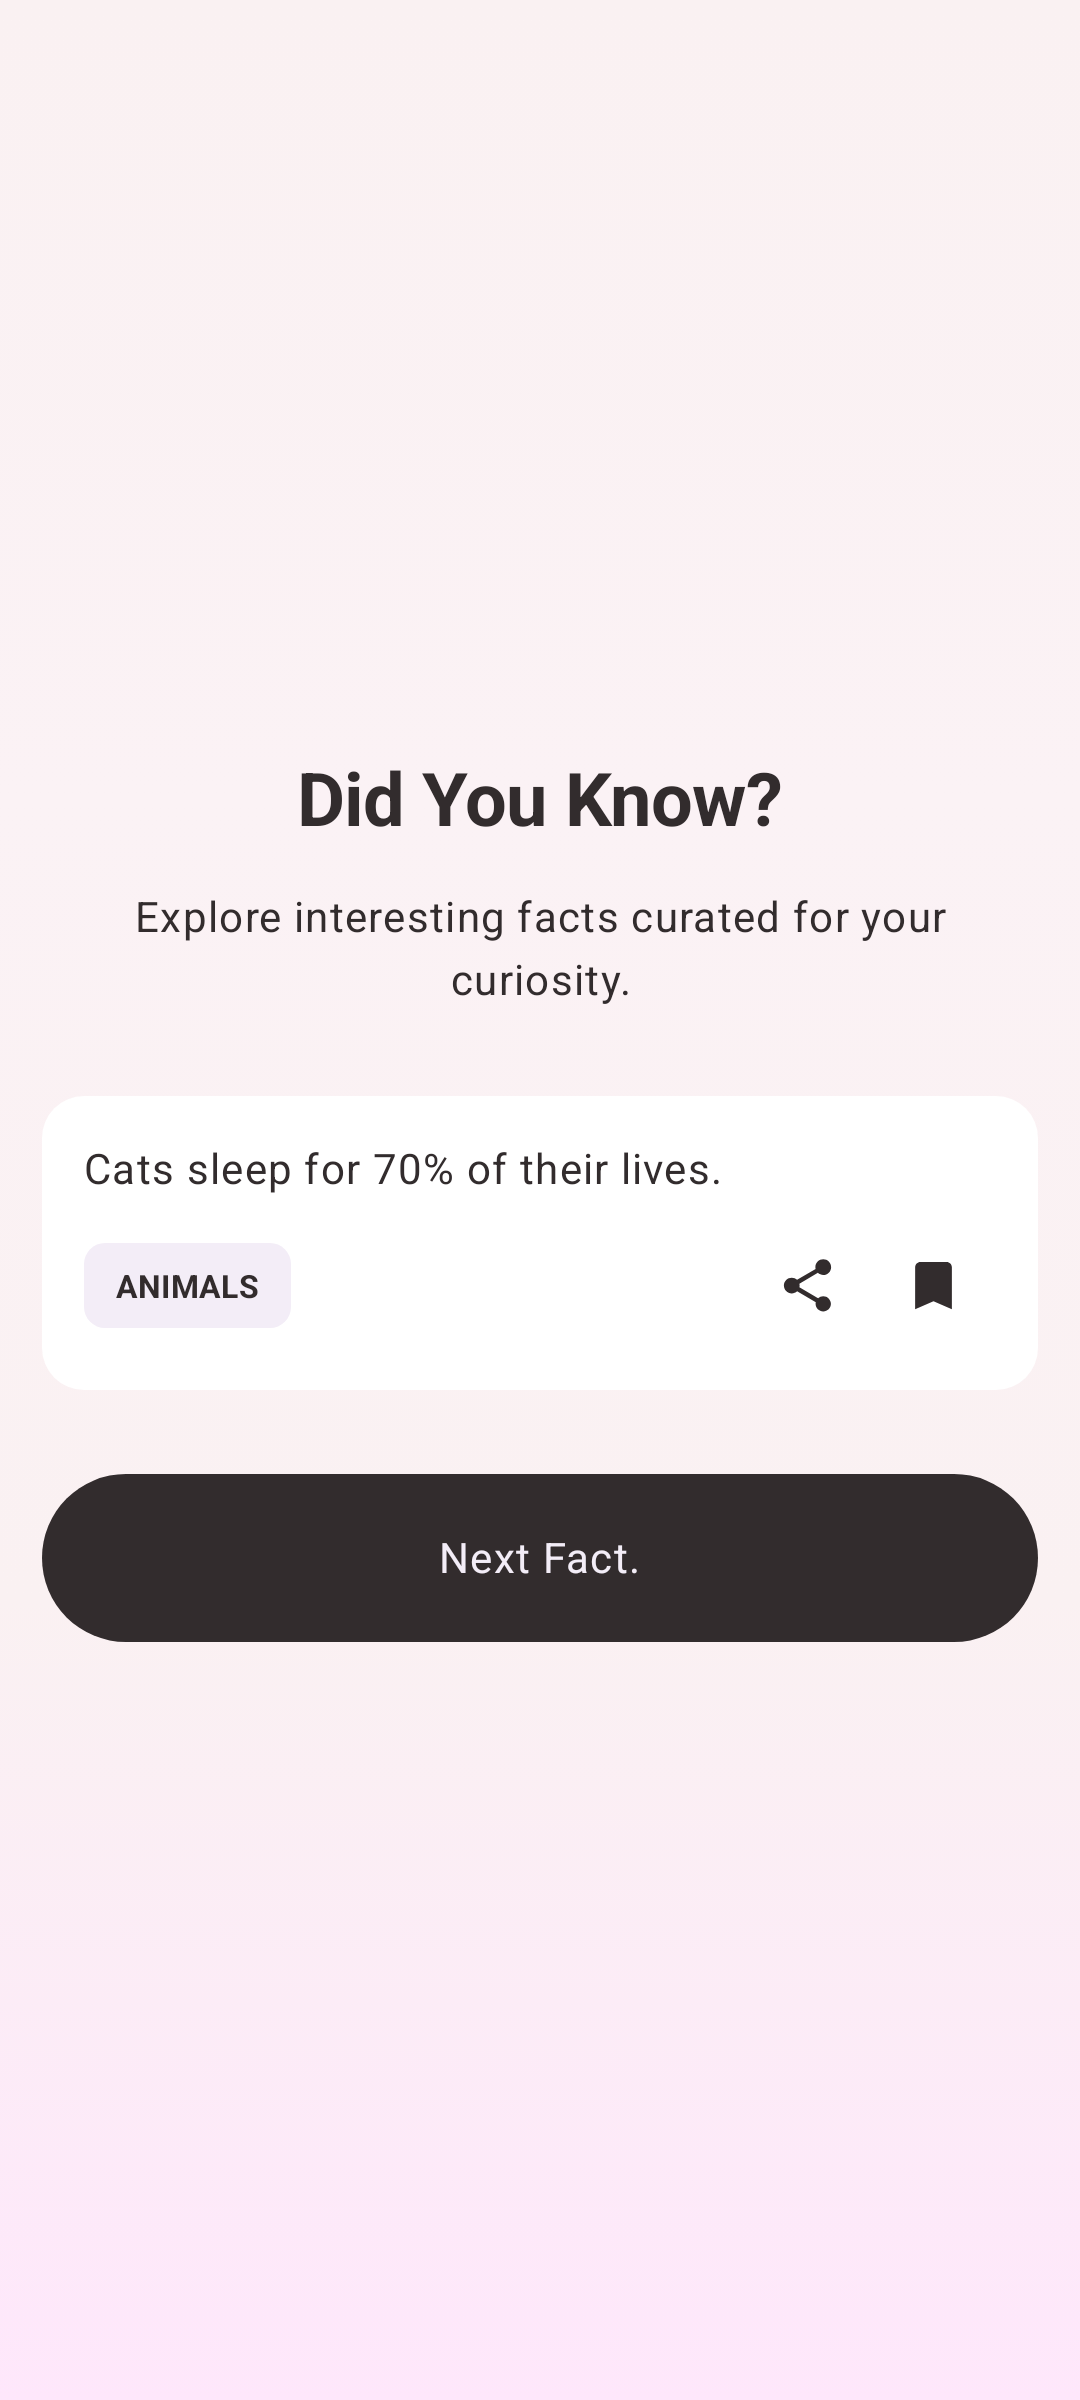 Did You Know?
Explore interesting facts curated for your
curiosity.
Cats sleep for 70% of their lives.
ANIMALS
Next Fact.